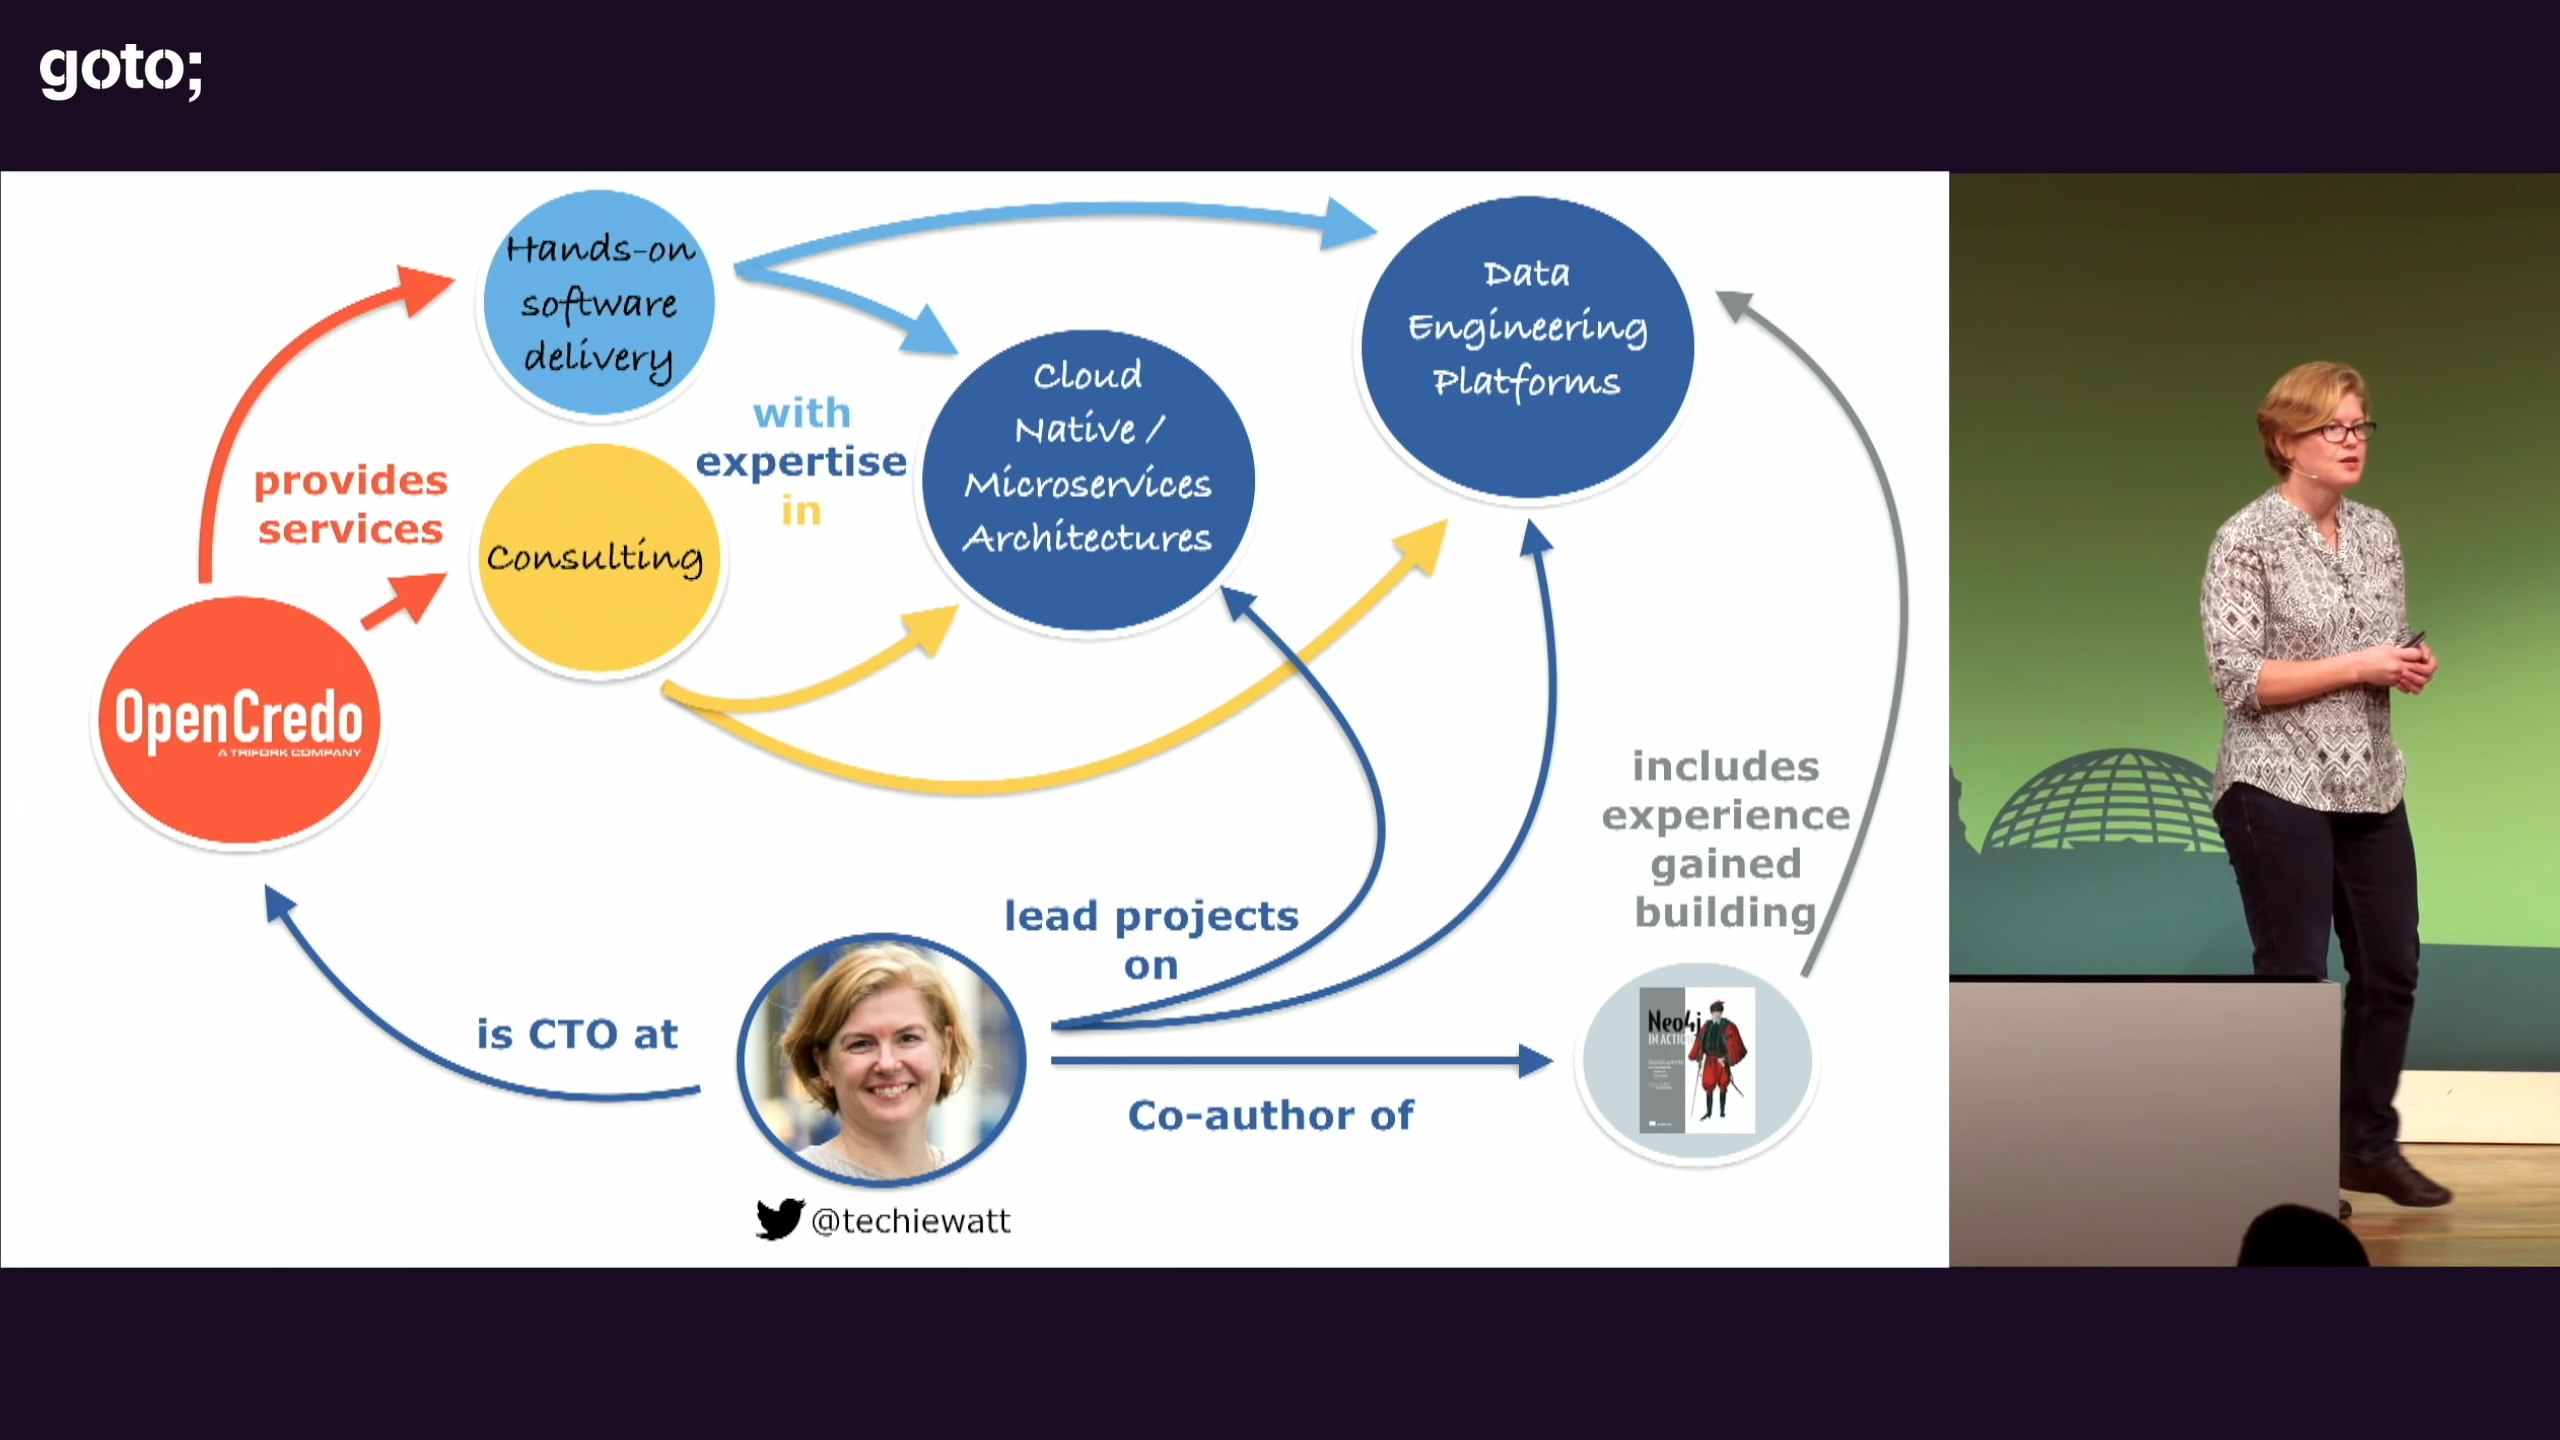 goto;
Hands-on
software
delivery
Data
Engineering
Platforms
Cloud
Native /
Microservices
Architectures
with
expertise
in
provides
services
Consulting
OpenCredo
A TRIFORK COMPANY
includes
experience
gained
building
lead projects
on
is CTO at
Neo4j
Co-author of
@techiewatt